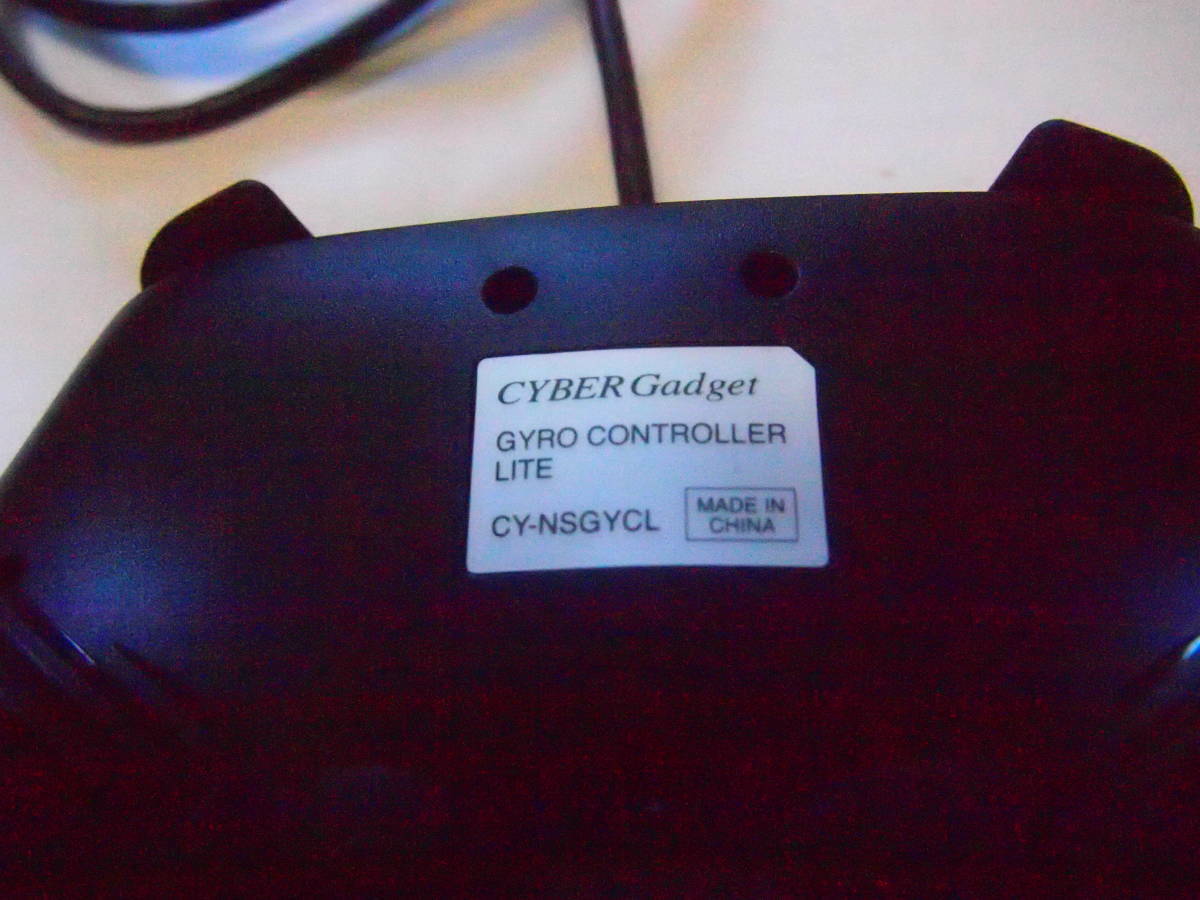 CYBER Gadget
GYRO CONTROLLER
LITE
CY-NSGYCL
MADE IN
CHINA